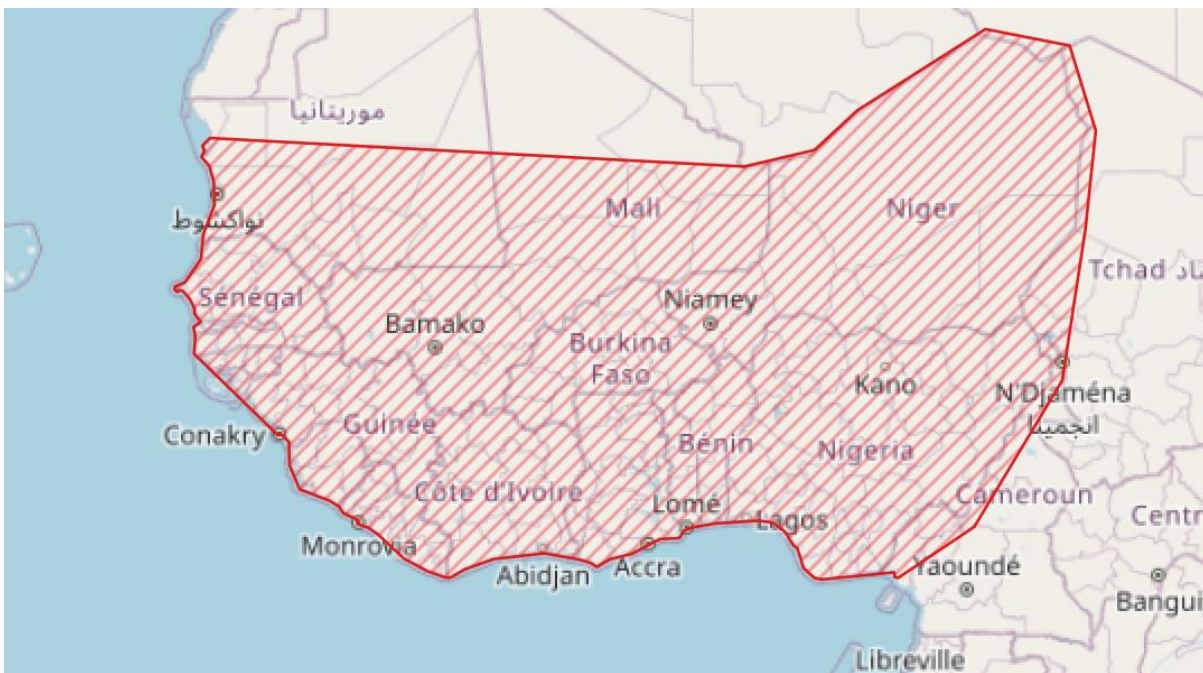 موريتانيا
نواكشوط
Mali
Niger
Tchad
Sénégal
Niamey
Bamako
Burkina
Faso
Kano
N'Djaména
انجمينا
Conakry
Guinée
Bénin
Nigeria
Côte d'Ivoire
Lomé
Lagos
Cameroun
Centr
Monrovia
Abidjan
Accra
Yaoundé
Bangui
Libreville